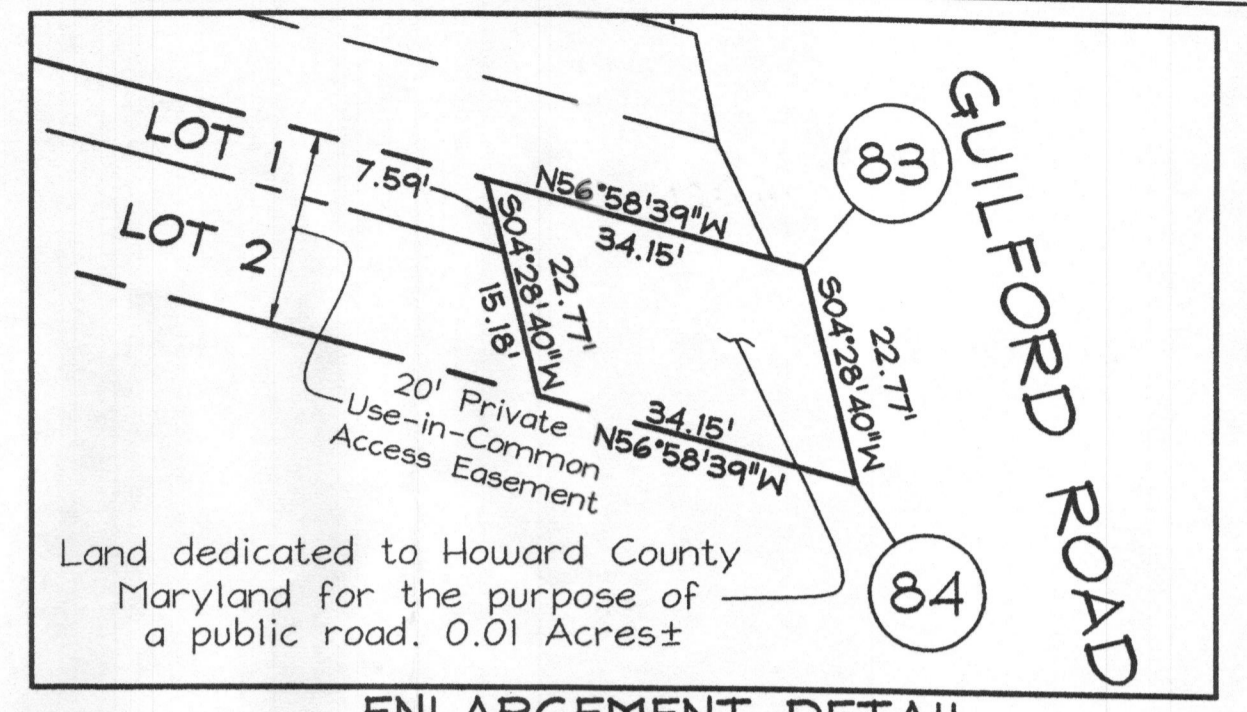 LOT 1
LOT 2
7.59'
N56°58'39"W
34.15'
S04°28'40"W
22.77'
15.18'
83
S04°28'40"W
22.77'
34.15'
N56°58'39"W
84
GUILFORD ROAD
20' Private
Use-in-Common
Access Easement
Land dedicated to Howard County
Maryland for the purpose of
a public road. 0.01 Acres±
ENLARGEMENT DETAIL